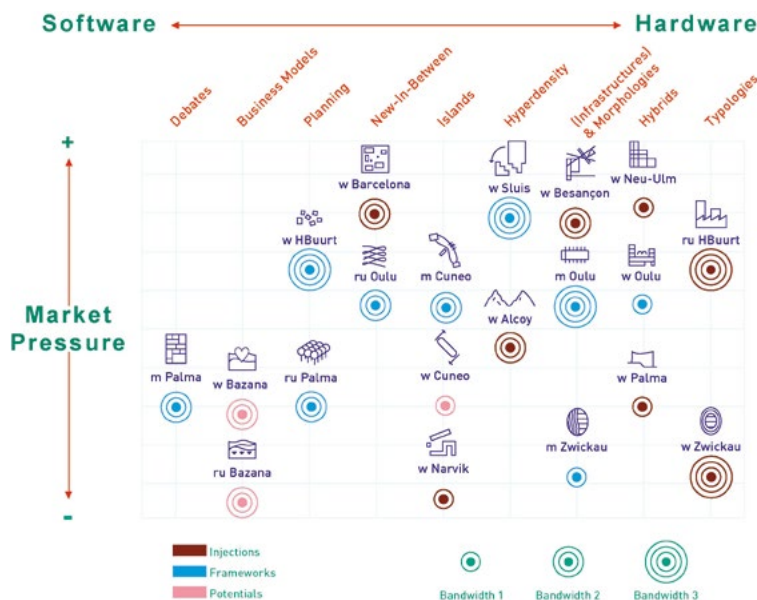 Software
Hardware
Debates
Business Models
Planning
New-In-Between
Islands
Hyperdensity
(Infrastructures)
& Morphologies
Hybrids
Typologies
+
Market
Pressure
-
w Barcelona
w Sluis
w Besançon
w Neu-Ulm
w HBuurt
ru HBuurt
ru Oulu
m Cuneo
m Oulu
w Oulu
w Alcoy
m Palma
w Bazana
ru Palma
w Cuneo
w Palma
ru Bazana
w Narvik
m Zwickau
w Zwickau
Injections
Frameworks
Potentials
Bandwidth 1
Bandwidth 2
Bandwidth 3